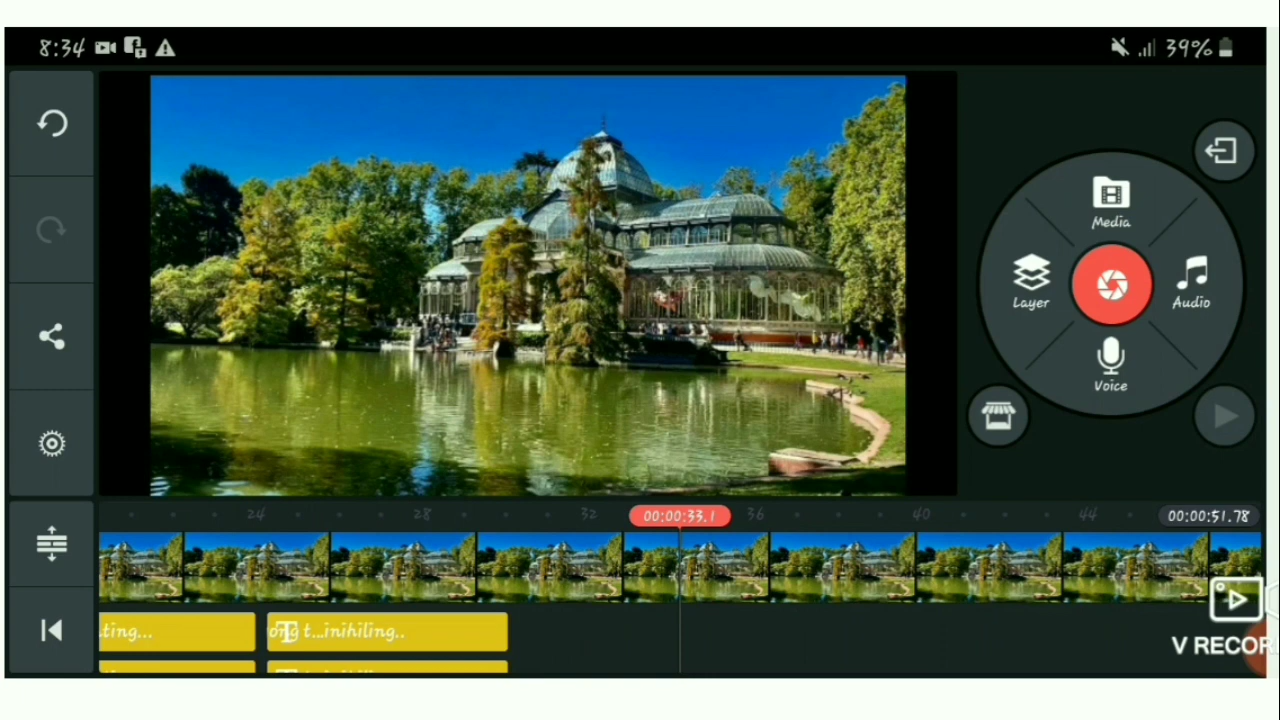 8:34
39%
Media
Layer
Audio
Voice
24
28
32
00:00:33.1
36
40
44
00:00:51.78
.ting...
ong t...inihiling..
V RECOR